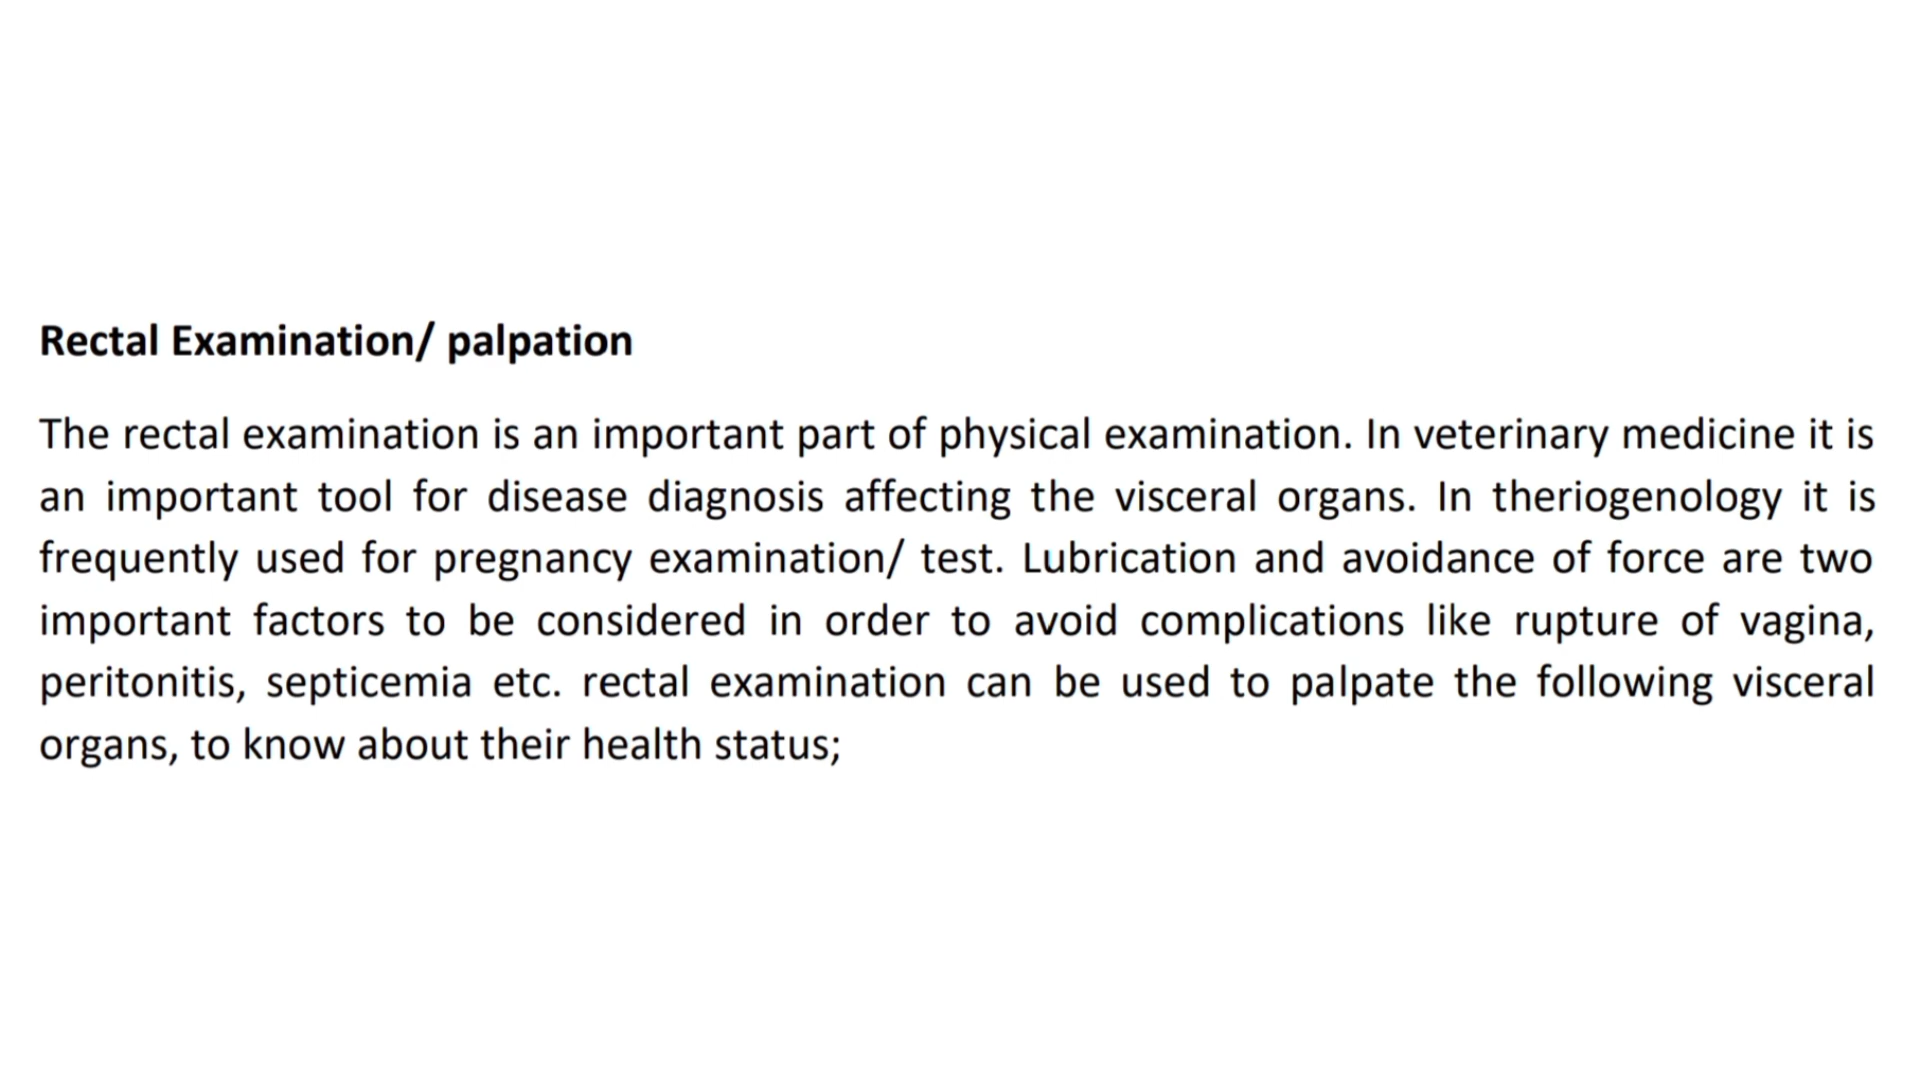 Rectal Examination/ palpation
The rectal examination is an important part of physical examination. In veterinary medicine it is
an important tool for disease diagnosis affecting the visceral organs. In theriogenology it is
frequently used for pregnancy examination/ test. Lubrication and avoidance of force are two
important factors to be considered in order to avoid complications like rupture of vagina,
peritonitis, septicemia etc. rectal examination can be used to palpate the following visceral
organs, to know about their health status;